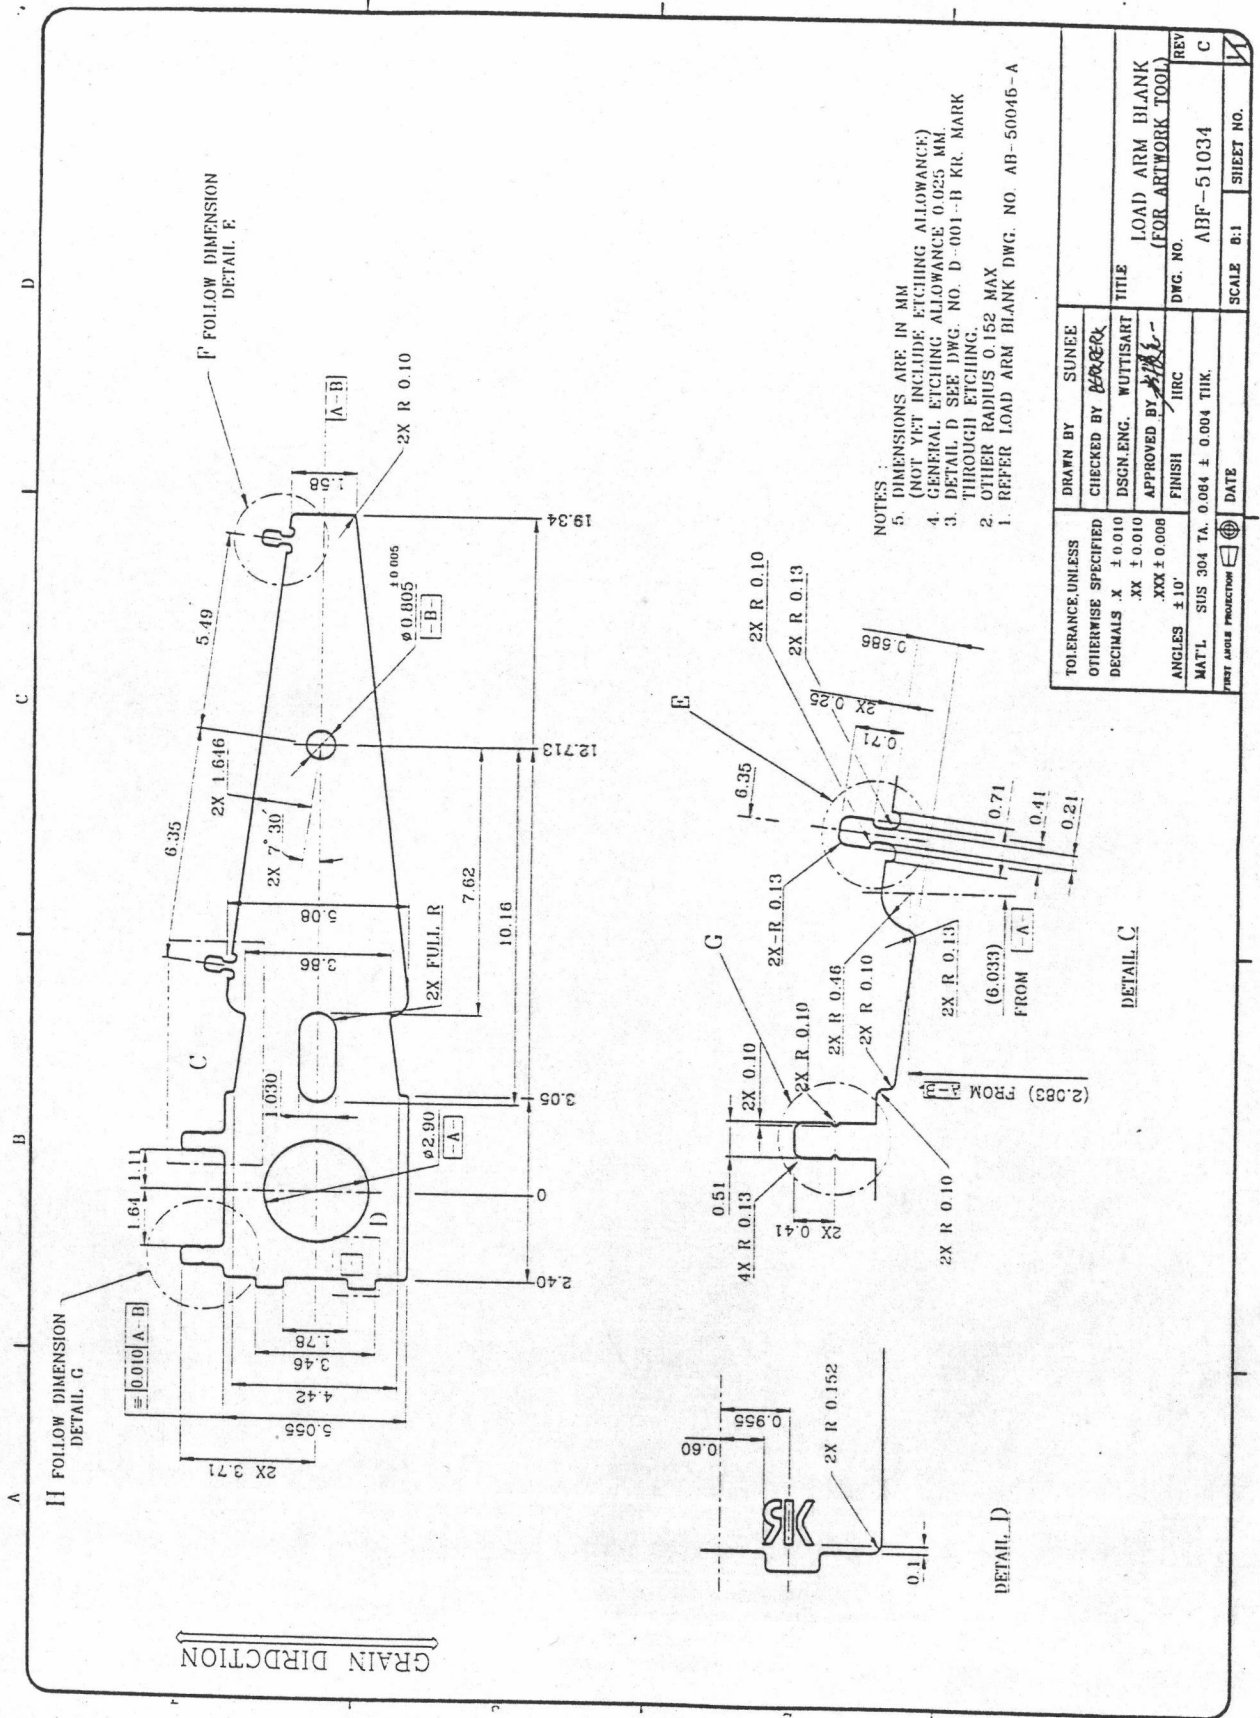 D
C
B
A
F FOLLOW DIMENSION
DETAIL E
H FOLLOW DIMENSION
DETAIL G
0.010 A-B
2X 3.71
5.055
4.42
3.46
1.78
1.64
1.11
C
6.35
5.49
2X 1.646
2X 7°30'
1.58
A-B
2X R 0.10
ø0.805 ±0.005
-B-
5.08
3.86
2X FULL R
1.030
ø2.90
-A-
D
7.62
10.16
2.40
0
3.05
12.713
19.34
GRAIN DIRDCTION
NOTES :
5. DIMENSIONS ARE IN MM
(NOT YET INCLUDE ETCHING ALLOWANCE)
4. GENERAL ETCHING ALLOWANCE 0.025 MM.
3. DETAIL D SEE DWG. NO. D-001-B KR. MARK
THROUGH ETCHING.
2. OTHER RADIUS 0.152 MAX
1. REFER LOAD ARM BLANK DWG. NO. AB-50046-A
0.60
0.955
KR
2X R 0.152
0.1
DETAIL D
G
0.51
2X 0.10
2X R 0.10
4X R 0.13
2X 0.41
2X R 0.10
2X R 0.46
2X R 0.10
2X R 0.13
(2.083) FROM A-B
(6.033)
FROM -A-
2X R 0.13
6.35
E
2X R 0.10
2X R 0.13
0.686
2X 0.25
0.71
0.71
0.41
0.21
DETAIL C
TOLERANCE,UNLESS
OTHERWISE SPECIFIED
DECIMALS .X ±0.010
.XX ±0.010
.XXX±0.008
ANGLES ±10'
MAT'L SUS 304 TA. 0.064 ± 0.004 THK.
FIRST ANGLE PROJECTION
DRAWN BY SUNEE
CHECKED BY
DSGN.ENG. WUTTISART
APPROVED BY
FINISH HRC
DATE
TITLE
LOAD ARM BLANK
(FOR ARTWORK TOOL)
DWG. NO.
ABF-51034
REV
C
SCALE 8:1
SHEET NO.
1/1